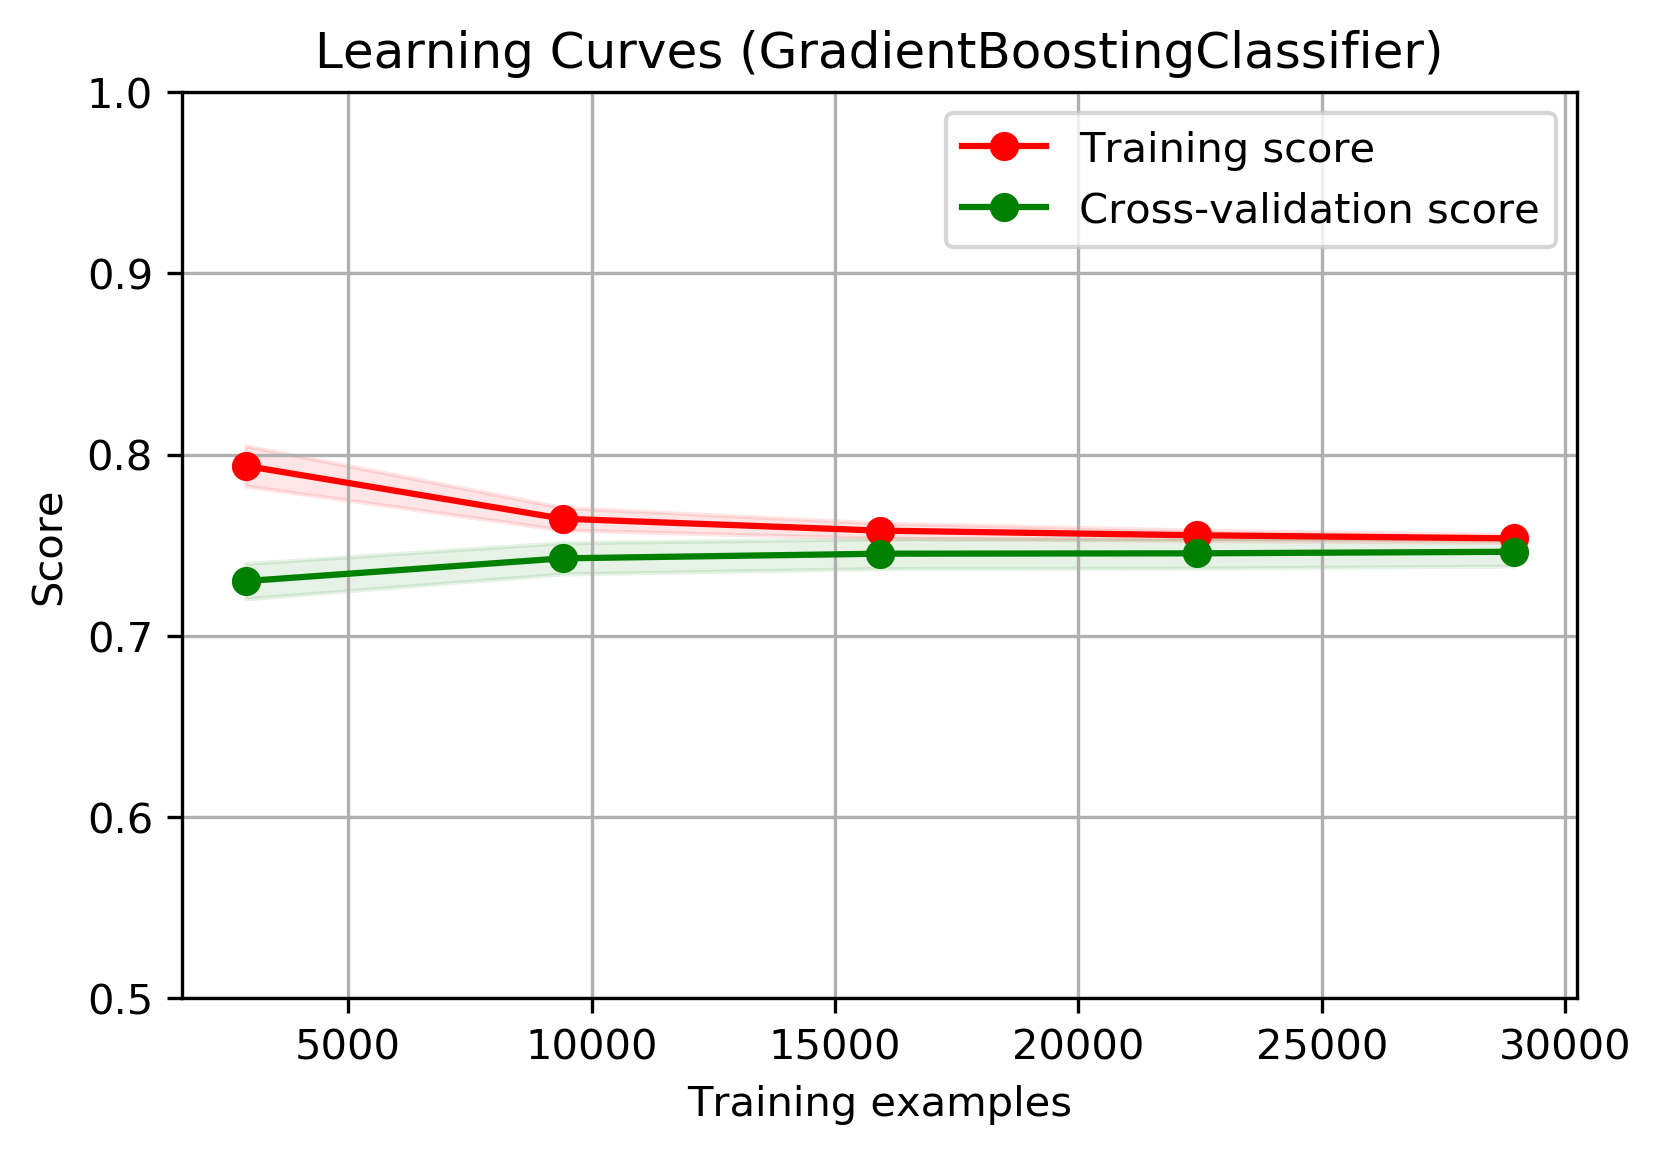 Learning Curves (GradientBoostingClassifier)
1.0
0.9
0.8
0.7
0.6
0.5
Score
Training score
Cross-validation score
5000 10000 15000 20000 25000 30000
Training examples